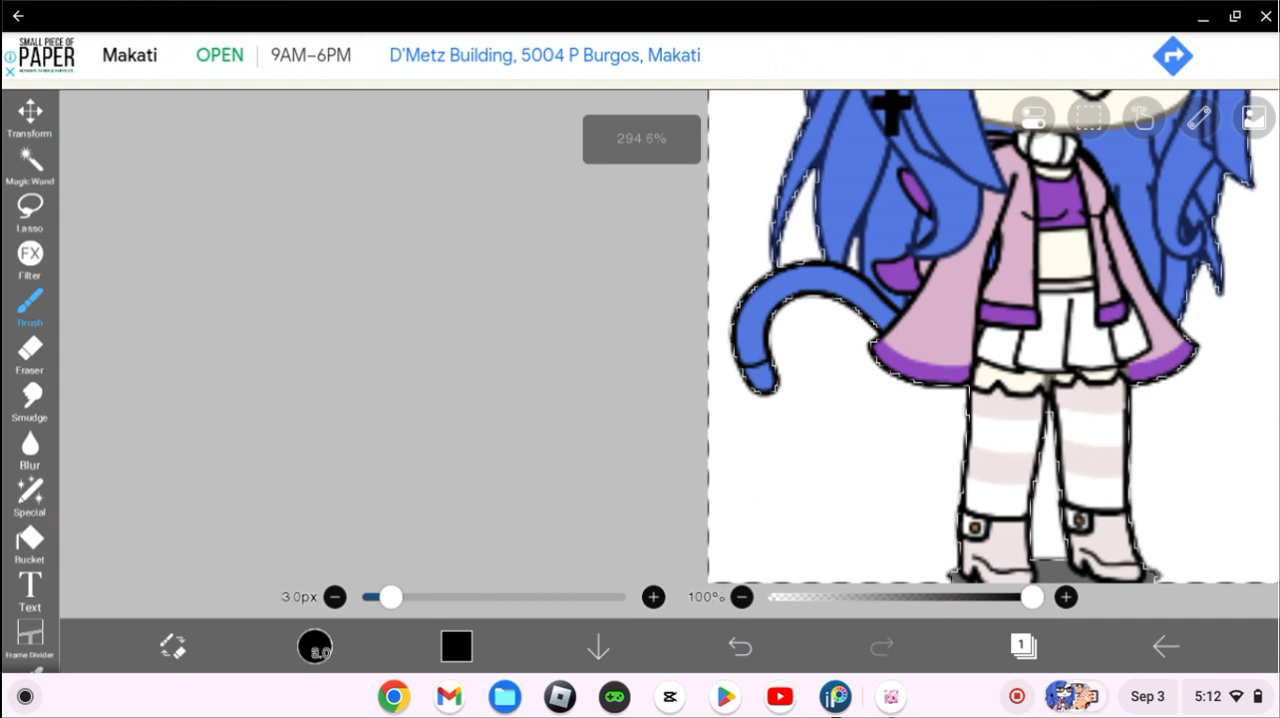 SMALL PIECE OF
PAPER
Makati OPEN 9AM–6PM D'Metz Building, 5004 P Burgos, Makati
Transform
Magic Wand
Lasso
FX
Filter
Brush
Eraser
Smudge
Blur
Special
Bucket
T
Text
Frame Divider
294.6%
3.0px 100%
3.0
1
Sep 3 5:12